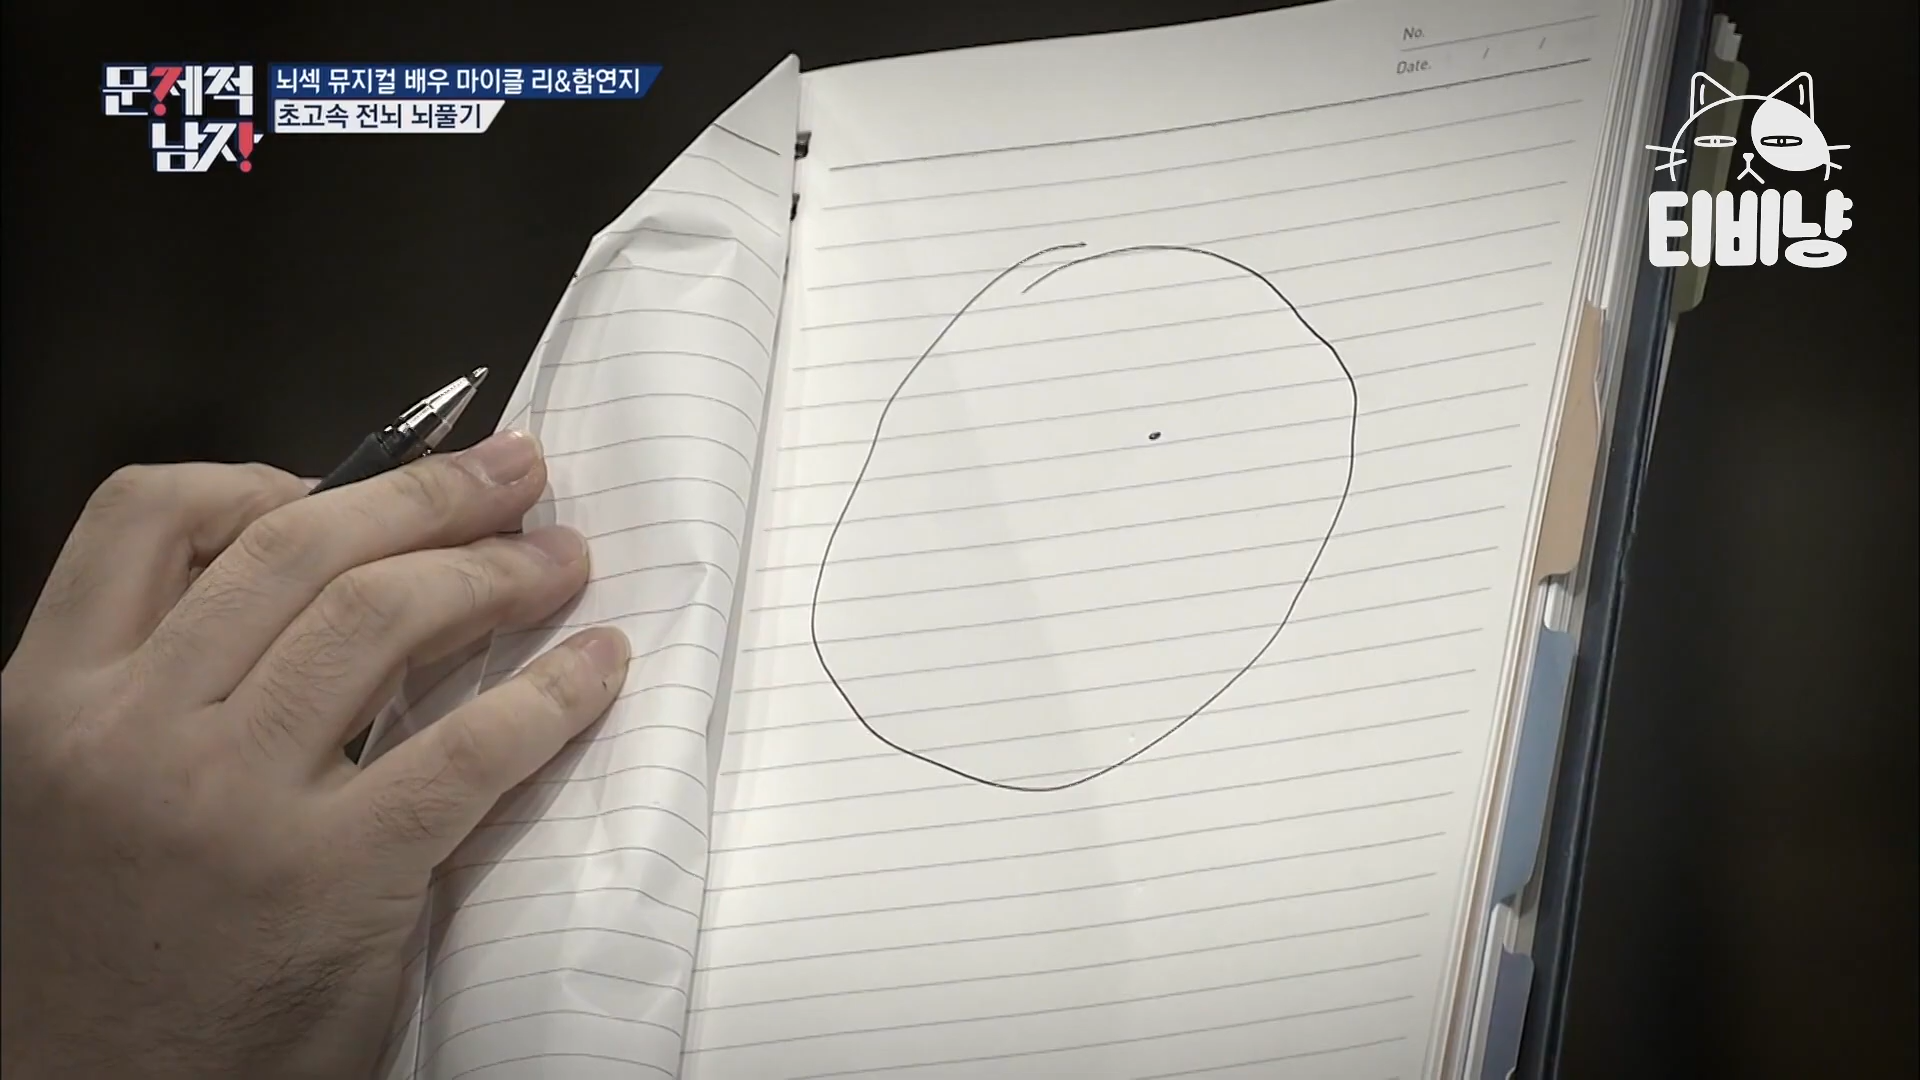 문제적
남자
뇌섹 뮤지컬 배우 마이클 리&함연지
초고속 전뇌 뇌풀기
No.
Date. / /
티비냥